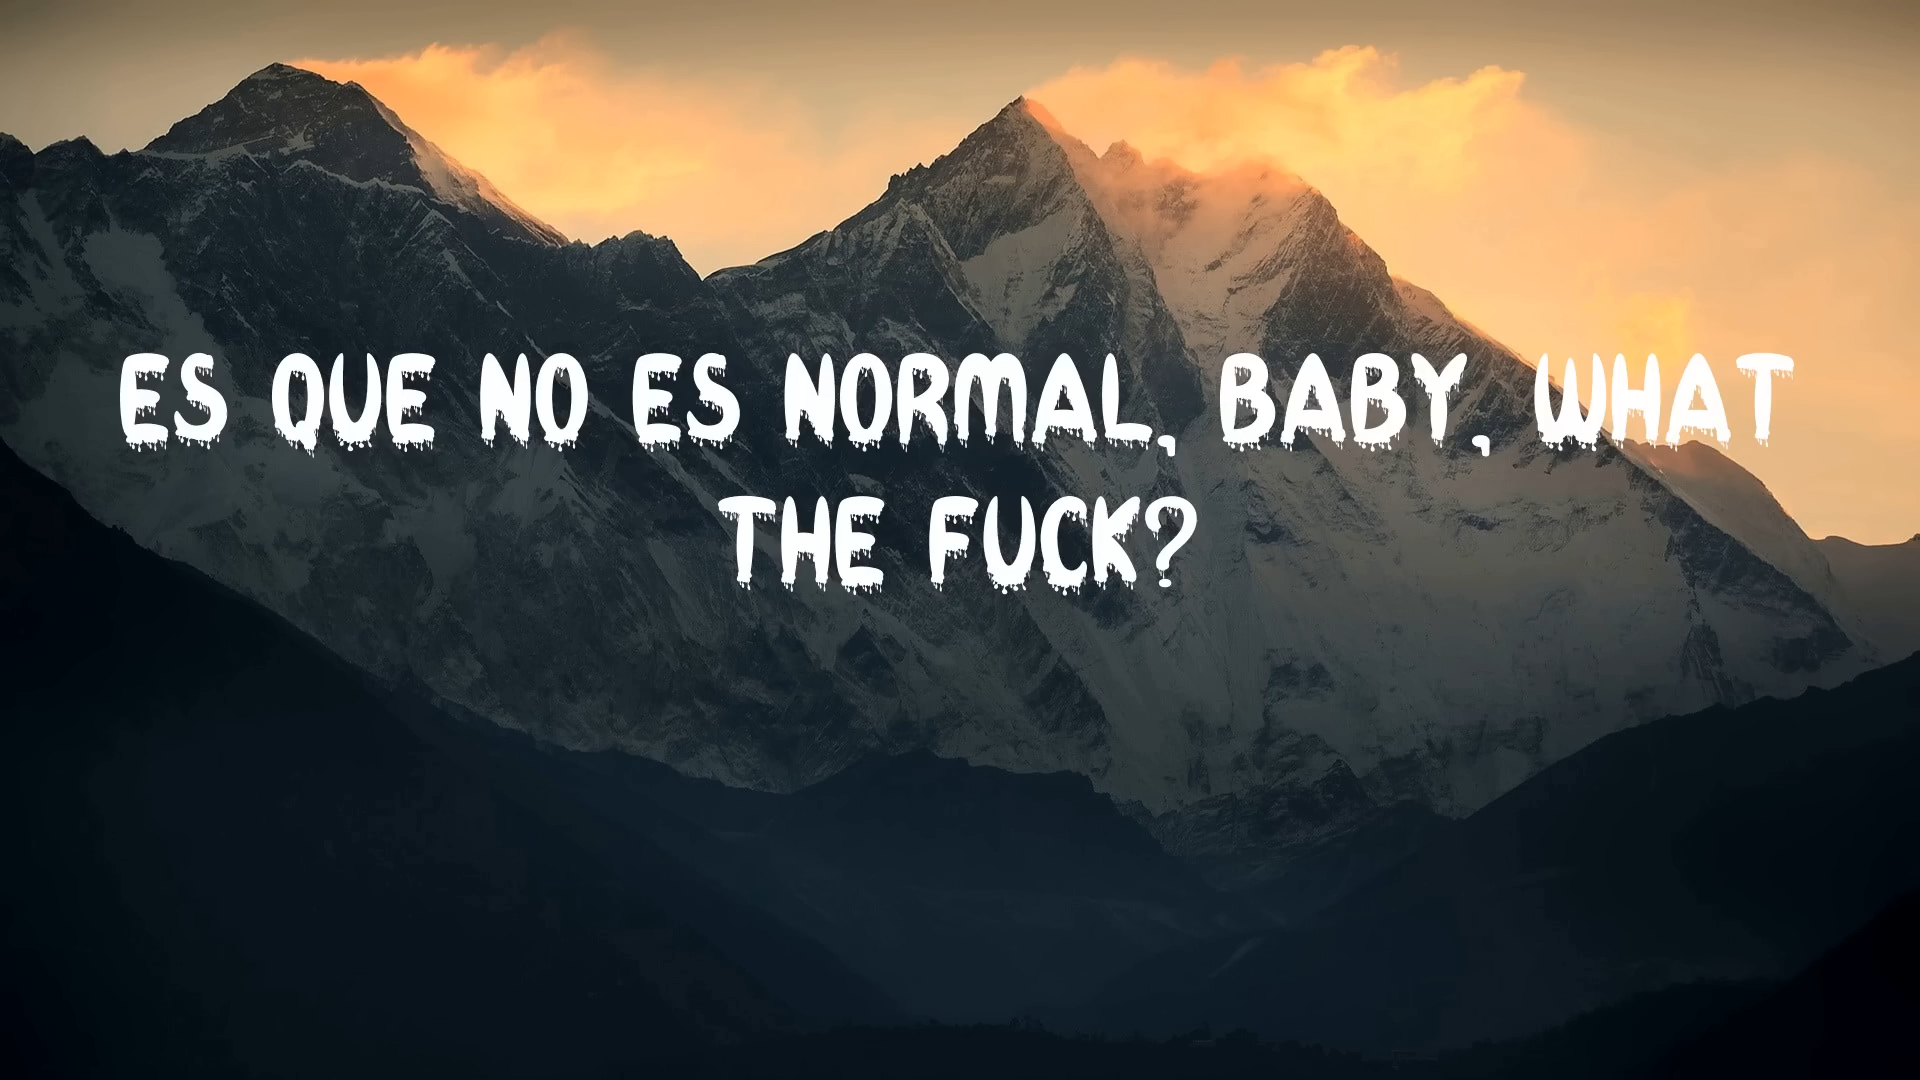 ES QUE NO ES NORMAL, BABY, WHAT
THE FUCK?